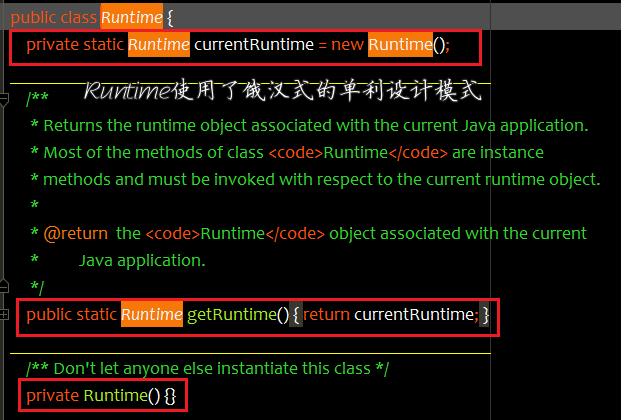 public class Runtime {
private static Runtime currentRuntime = new Runtime();
/**
Runtime使用了饿汉式的单利设计模式
* Returns the runtime object associated with the current Java application.
* Most of the methods of class <code>Runtime</code> are instance
* methods and must be invoked with respect to the current runtime object.
*
* @return the <code>Runtime</code> object associated with the current
* Java application.
*/
public static Runtime getRuntime() { return currentRuntime; }
/** Don't let anyone else instantiate this class */
private Runtime() {}